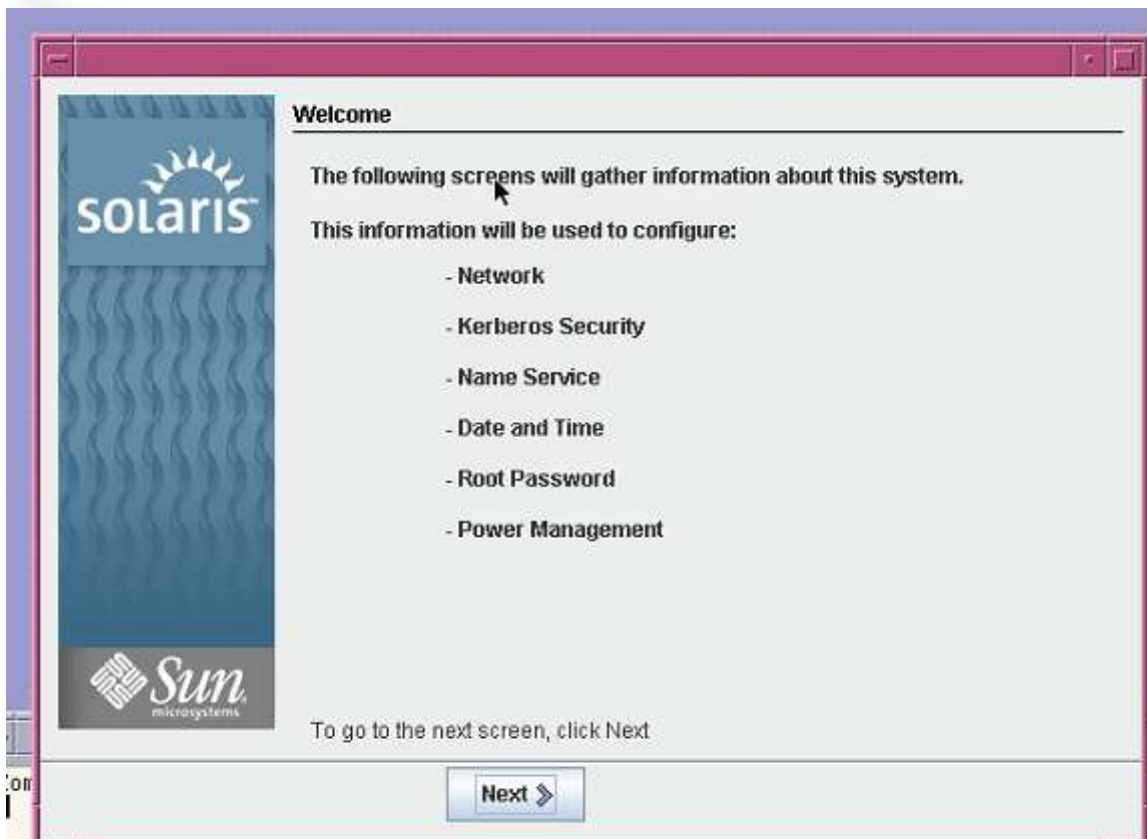 Welcome
solaris™
The following screens will gather information about this system.
This information will be used to configure:
- Network
- Kerberos Security
- Name Service
- Date and Time
- Root Password
- Power Management
Sun
microsystems
To go to the next screen, click Next
Next